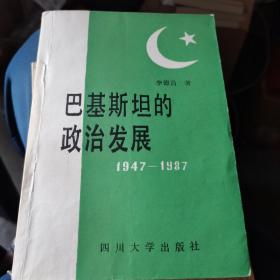 李德昌 著
巴基斯坦的
政治发展
1947—1987
四川大学出版社